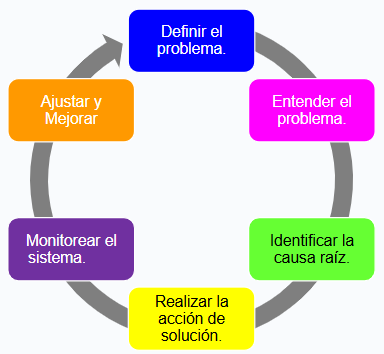 Definir el
problema.
Entender el
problema.
Identificar la
causa raíz.
Realizar la
acción de
solución.
Monitorear el
sistema.
Ajustar y
Mejorar